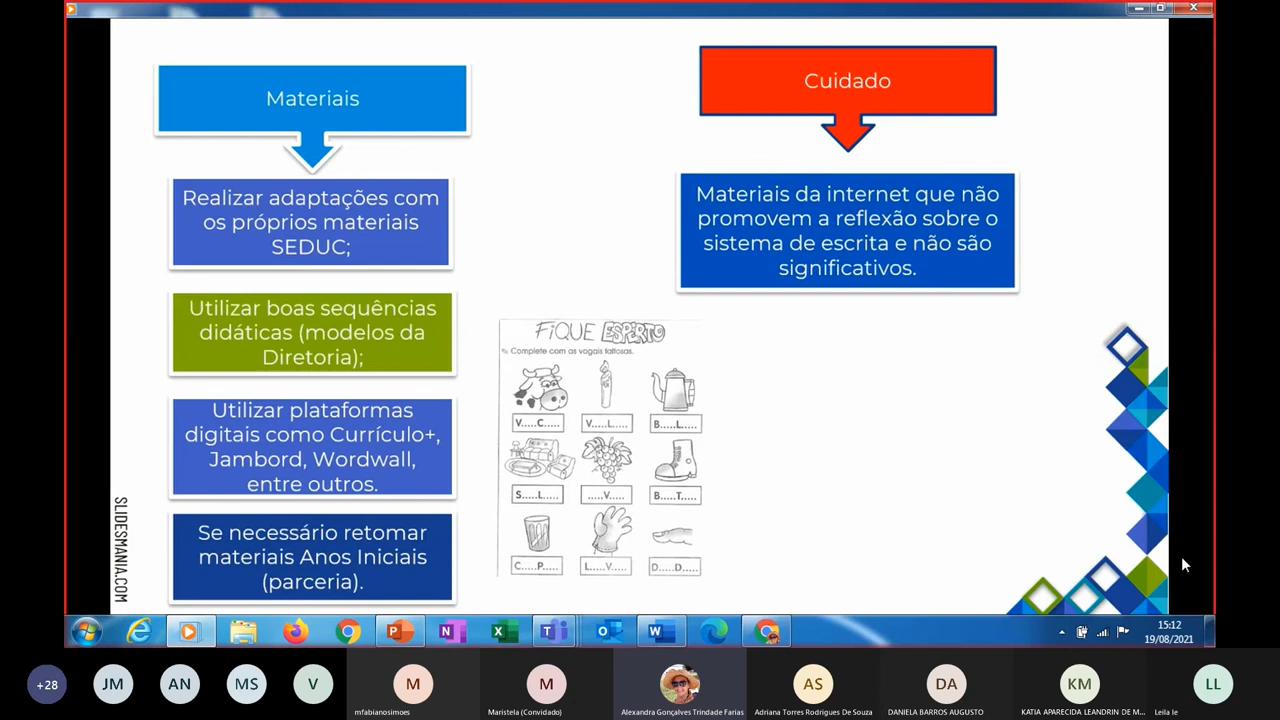 Materiais
Realizar adaptações com
os próprios materiais
SEDUC;
Utilizar boas sequências
didáticas (modelos da
Diretoria);
Utilizar plataformas
digitais como Currículo+,
Jambord, Wordwall,
entre outros.
Se necessário retomar
materiais Anos Iniciais
(parceria).
Cuidado
Materiais da internet que não
promovem a reflexão sobre o
sistema de escrita e não são
significativos.
FIQUE ESPERTO
Complete com as vogais faltosas.
V.....C..... V.....L..... B.....L.....
S.....L..... .....V..... B.....T.....
C.....P..... L.....V..... D.....D.....
SLIDESMANIA.COM
15:12
19/08/2021
+28 JM AN MS V M M AS DA KM LL
mfabianosimoes Maristela (Convidado) Alexandra Gonçalves Trindade Farias Adriana Torres Rodrigues De Souza DANIELA BARROS AUGUSTO KATIA APARECIDA LEANDRIN DE M... Leila le